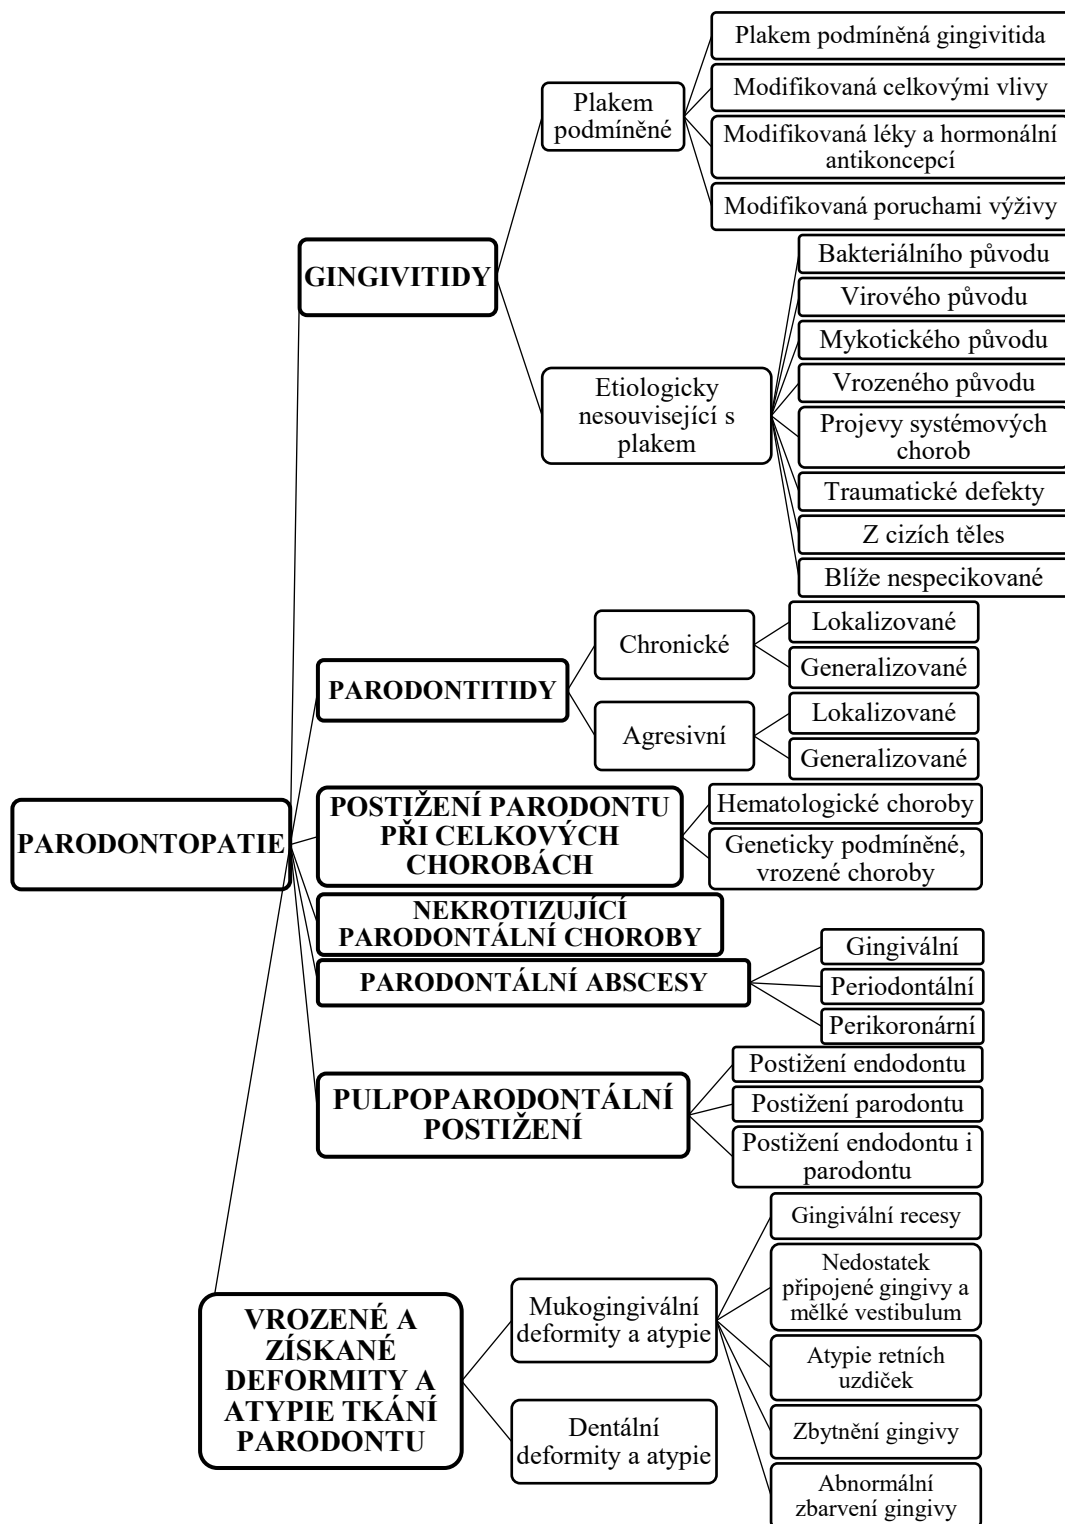 Plakem podmíněná gingivitida
Plakem
podmíněné
Modifikovaná celkovými vlivy
Modifikovaná léky a hormonální
antikoncepcí
Modifikovaná poruchami výživy
GINGIVITIDY
Bakteriálního původu
Virového původu
Mykotického původu
Etiologicky
nesouvisející s
plakem
Vrozeného původu
Projevy systémových
chorob
Traumatické defekty
Z cizích těles
Blíže nespecikované
PARODONTITIDY
Chronické
Lokalizované
Generalizované
Agresivní
Lokalizované
Generalizované
PARODONTOPATIE
POSTIŽENÍ PARODONTU
PŘI CELKOVÝCH
CHOROBÁCH
Hematologické choroby
Geneticky podmíněné,
vrozené choroby
NEKROTIZUJÍCÍ
PARODONTÁLNÍ CHOROBY
PARODONTÁLNÍ ABSCESY
Gingivální
Periodontální
Perikoronární
PULPOPARODONTÁLNÍ
POSTIŽENÍ
Postižení endodontu
Postižení parodontu
Postižení endodontu i
parodontu
VROZENÉ A
ZÍSKANÉ
DEFORMITY A
ATYPIE TKÁNÍ
PARODONTU
Mukogingivální
deformity a atypie
Gingivální recesy
Nedostatek
připojené gingivy a
mělké vestibulum
Atypie retních
uzdiček
Zbytnění gingivy
Abnormální
zbarvení gingivy
Dentální
deformity a atypie